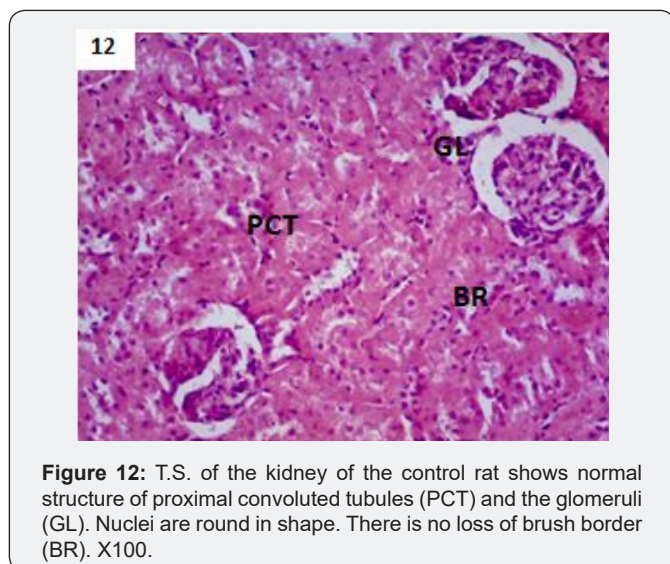 12
GL
PCT
BR
Figure 12: T.S. of the kidney of the control rat shows normal
structure of proximal convoluted tubules (PCT) and the glomeruli
(GL). Nuclei are round in shape. There is no loss of brush border
(BR). X100.